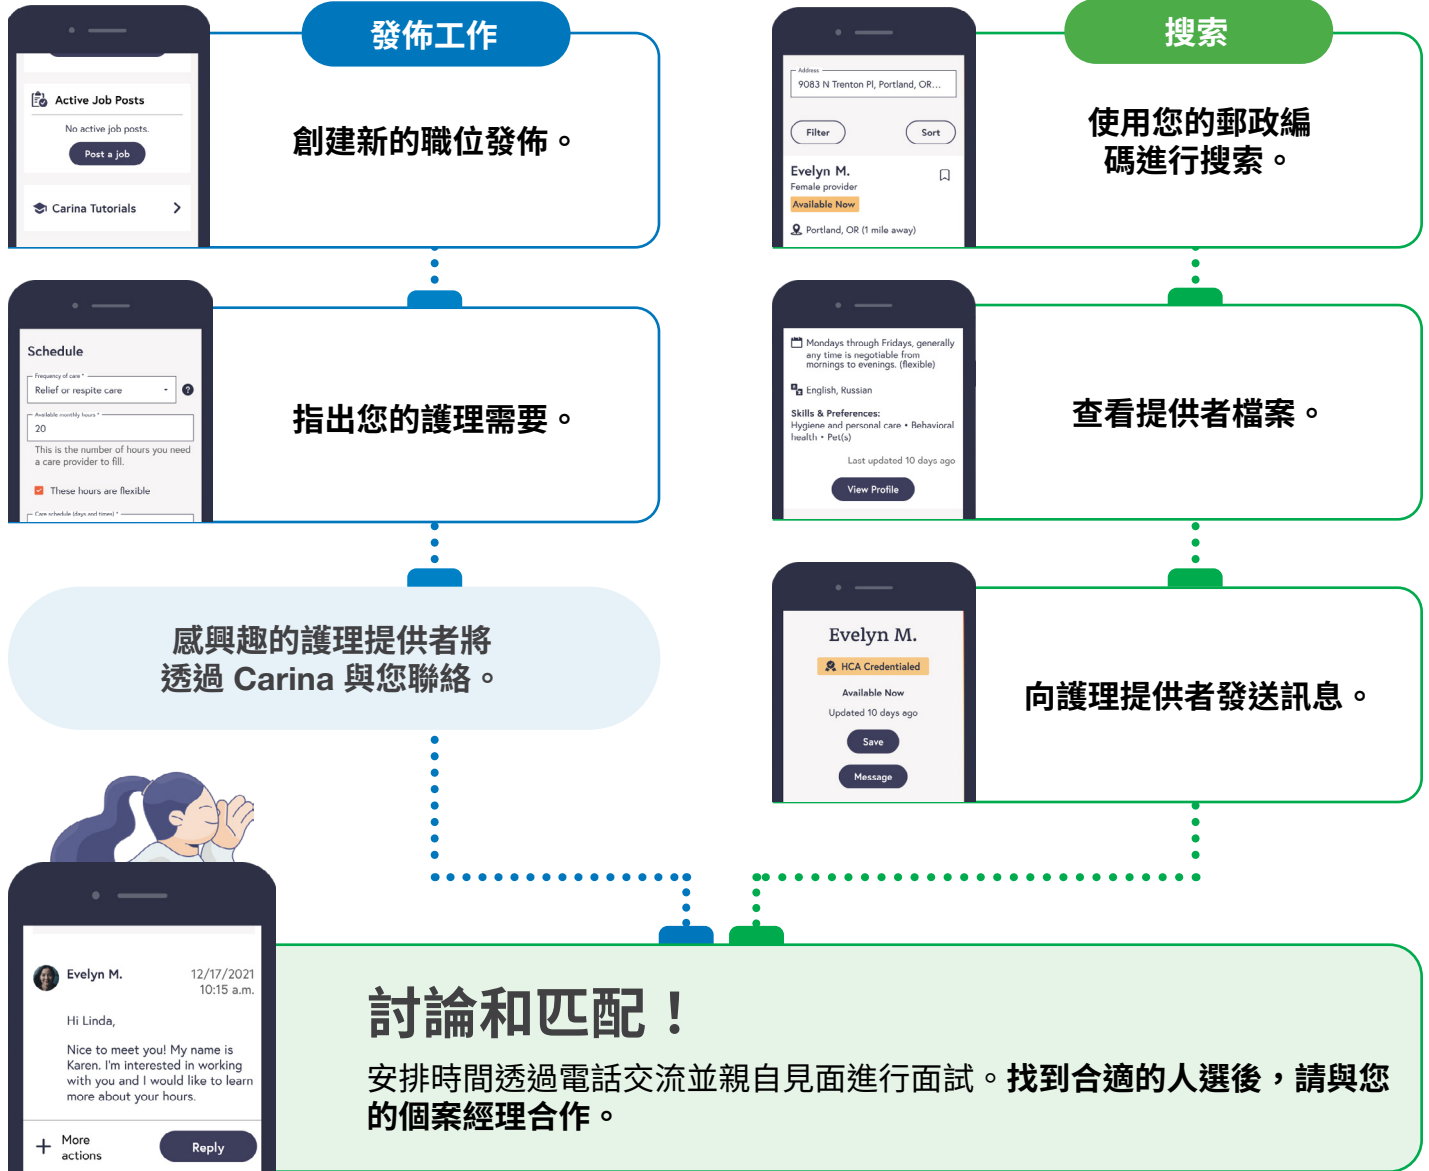 發佈工作
Active Job Posts
No active job posts.
Post a job
Carina Tutorials
創建新的職位發佈。
Schedule
Frequency of care *
Relief or respite care
?
Available monthly hours *
20
This is the number of hours you need
a care provider to fill.
These hours are flexible
Care schedule (days and times) *
指出您的護理需要。
感興趣的護理提供者將
透過 Carina 與您聯絡。
搜索
Address
9083 N Trenton Pl, Portland, OR...
Filter
Sort
Evelyn M.
Female provider
Available Now
Portland, OR (1 mile away)
使用您的郵政編
碼進行搜索。
Mondays through Fridays, generally
any time is negotiable from
mornings to evenings. (flexible)
English, Russian
Skills & Preferences:
Hygiene and personal care • Behavioral
health • Pet(s)
Last updated 10 days ago
View Profile
查看提供者檔案。
Evelyn M.
HCA Credentialed
Available Now
Updated 10 days ago
Save
Message
向護理提供者發送訊息。
Evelyn M.
12/17/2021
10:15 a.m.
Hi Linda,
Nice to meet you! My name is
Karen. I'm interested in working
with you and I would like to learn
more about your hours.
+ More
actions
Reply
討論和匹配！
安排時間透過電話交流並親自見面進行面試。找到合適的人選後，請與您
的個案經理合作。